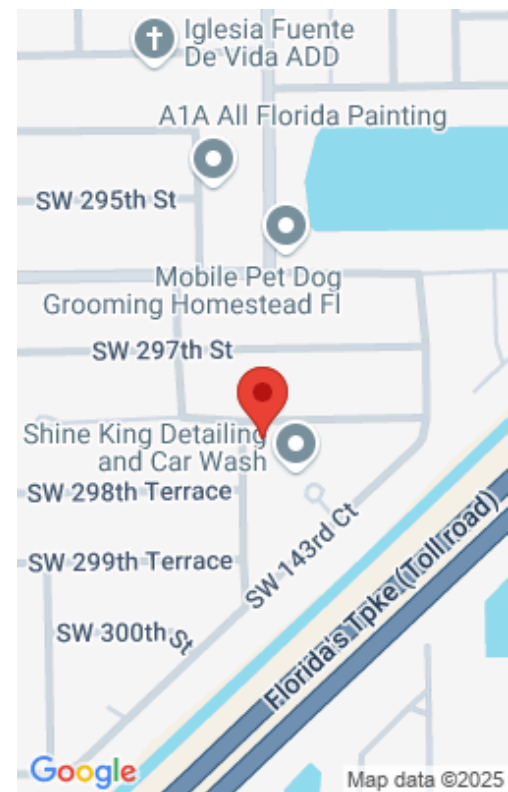 Iglesia Fuente
De Vida ADD
A1A All Florida Painting
SW 295th St
Mobile Pet Dog
Grooming Homestead Fl
SW 297th St
Shine King Detailing
and Car Wash
SW 298th Terrace
SW 299th Terrace
SW 143rd Ct
SW 300th St
Florida's Tpke (Toll road)
Google
Map data ©2025